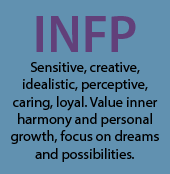 INFP
Sensitive, creative,
idealistic, perceptive,
caring, loyal. Value inner
harmony and personal
growth, focus on dreams
and possibilities.